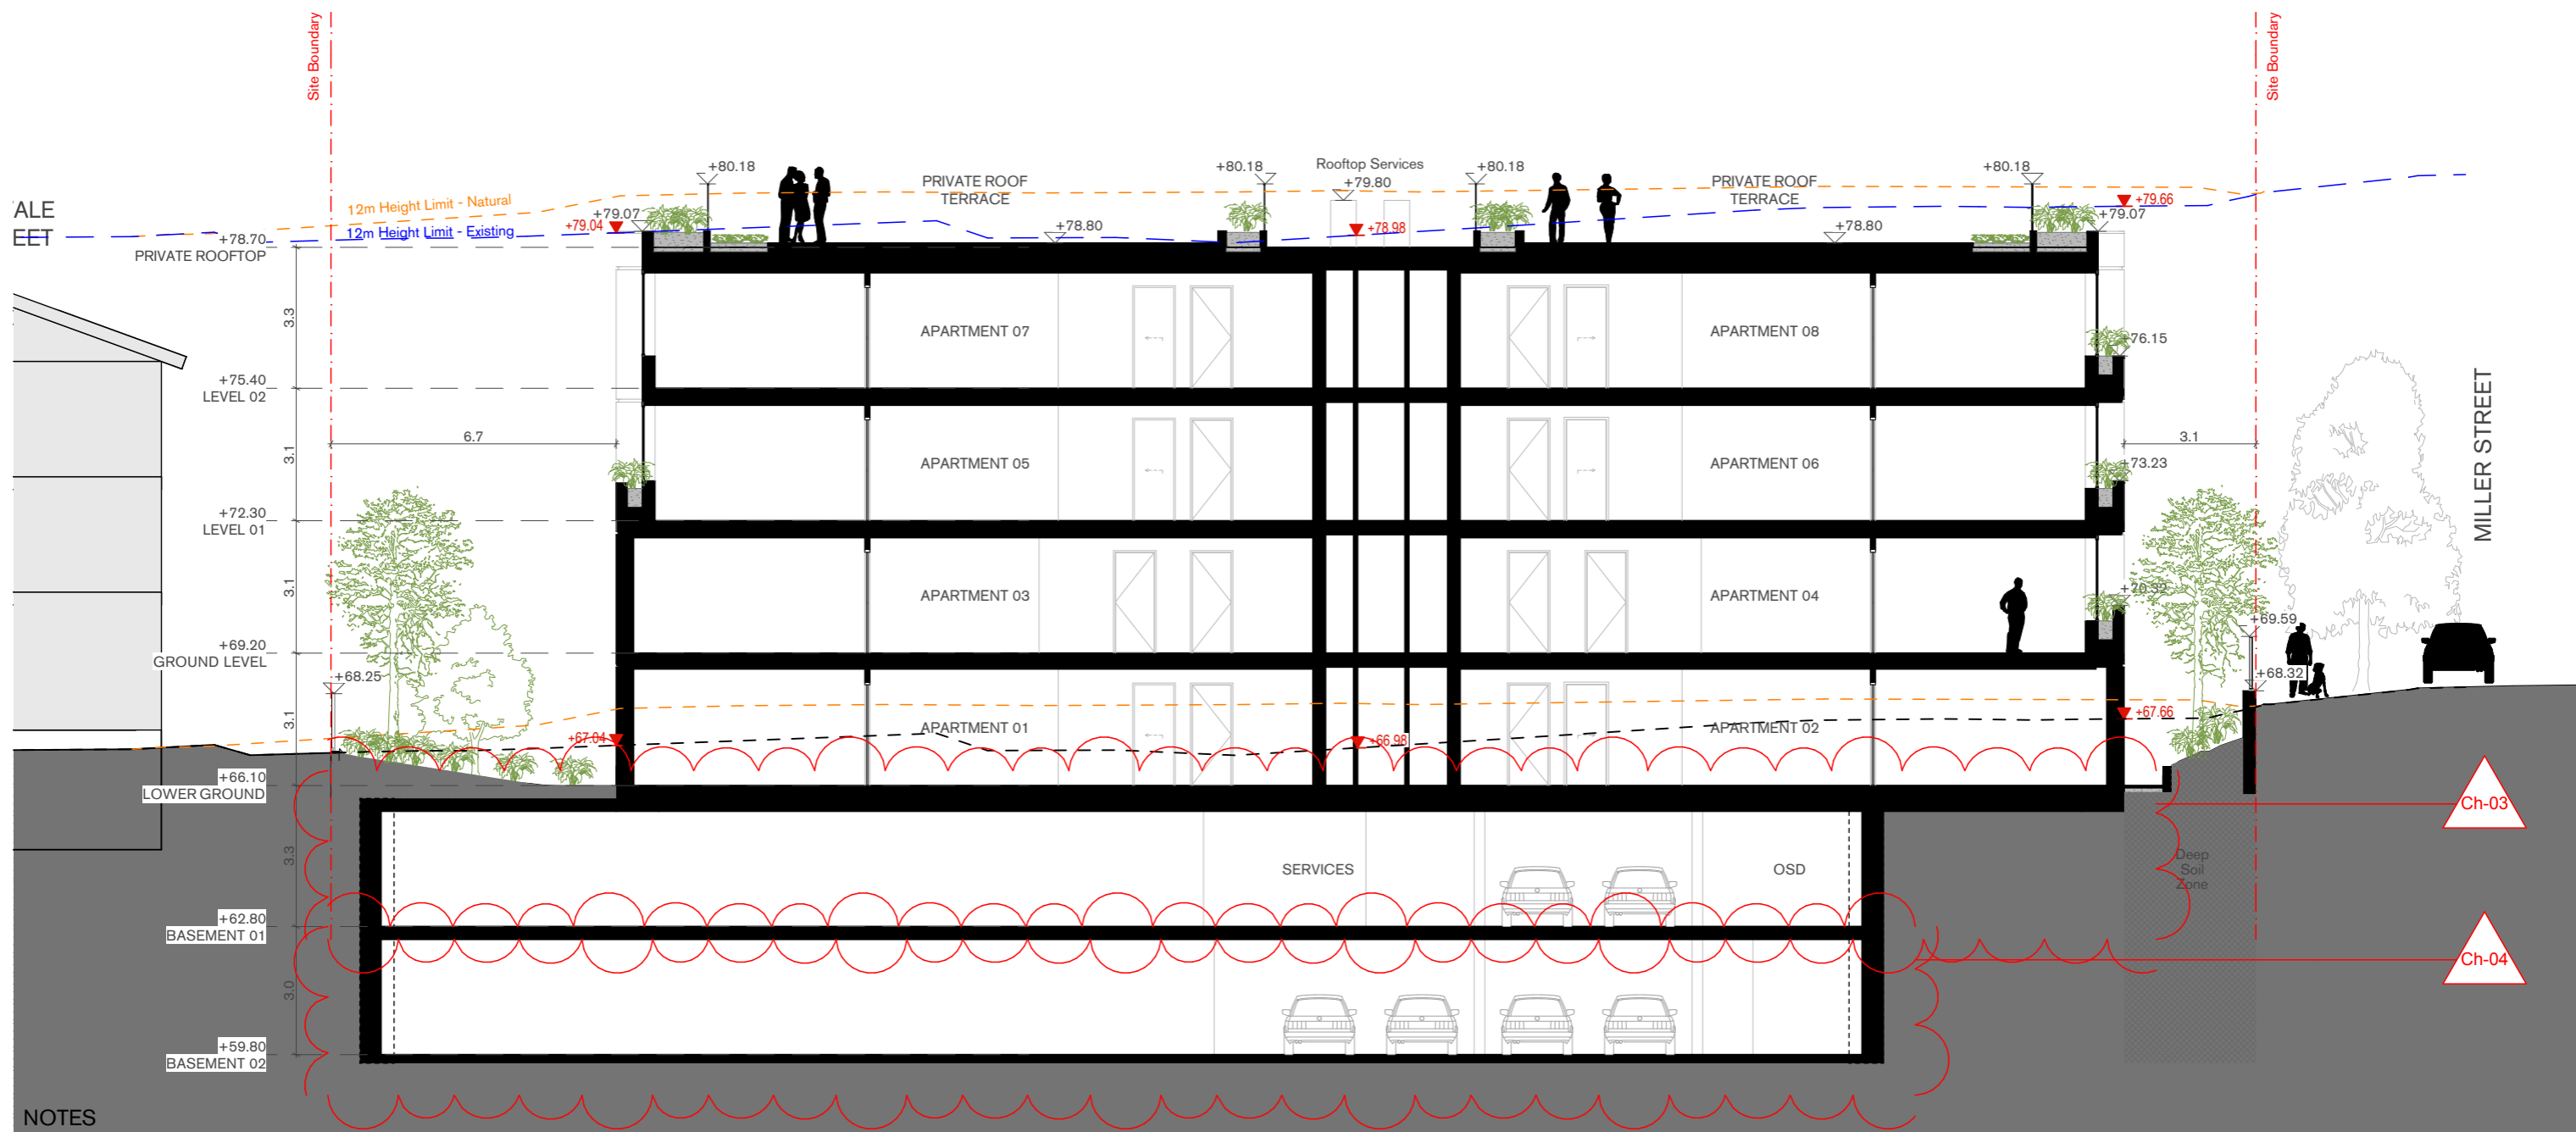 Site Boundary
Site Boundary
+80.18
PRIVATE ROOF
TERRACE
+80.18
Rooftop Services
+79.80
+80.18
PRIVATE ROOF
TERRACE
+80.18
12m Height Limit - Natural
12m Height Limit - Existing
ALE
EET
+79.04
+79.07
+78.80
+78.98
+78.80
+79.66
+79.07
+78.70
PRIVATE ROOFTOP
3.3
APARTMENT 07
APARTMENT 08
+76.15
+75.40
LEVEL 02
6.7
3.1
3.1
APARTMENT 05
APARTMENT 06
+73.23
MILLER STREET
+72.30
LEVEL 01
3.1
APARTMENT 03
APARTMENT 04
+70.32
+69.59
+69.20
GROUND LEVEL
+68.25
+68.32
3.1
+67.04
APARTMENT 01
+66.98
APARTMENT 02
+67.66
+66.10
LOWER GROUND
Ch-03
3.3
SERVICES
OSD
Deep
Soil
Zone
+62.80
BASEMENT 01
Ch-04
3.0
+59.80
BASEMENT 02
NOTES